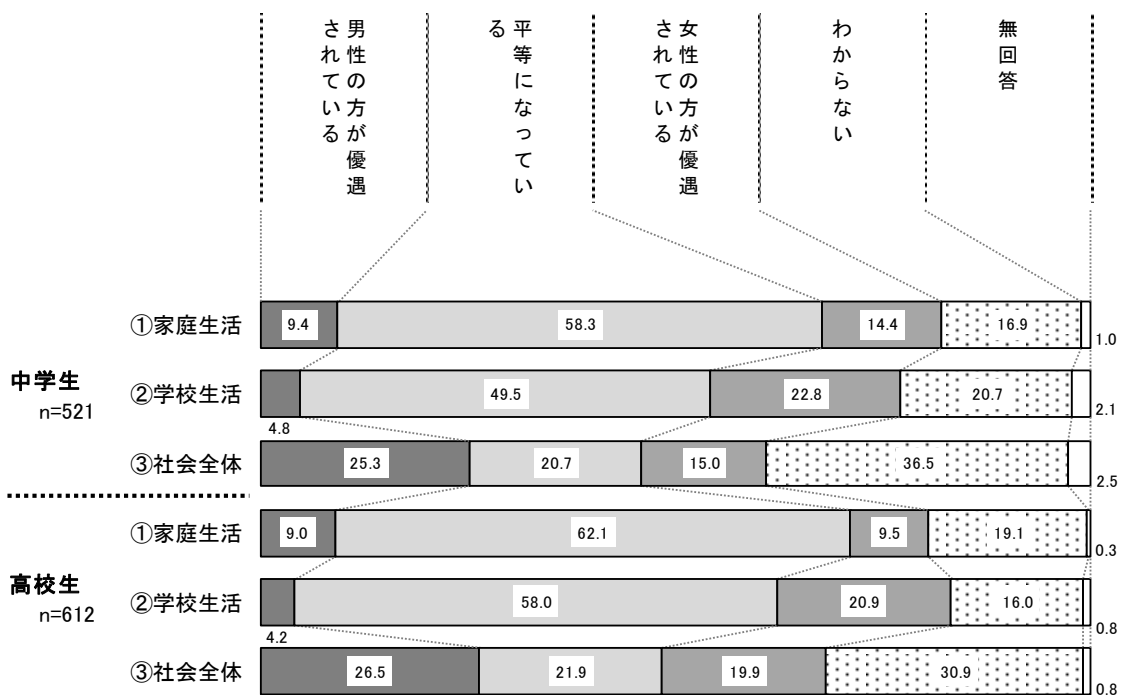 男性の方が優遇
されている
平等になってい
る
女性の方が優遇
されている
わからない
無回答
中学生
n=521
①家庭生活
9.4
58.3
14.4
16.9
1.0
②学校生活
4.8
49.5
22.8
20.7
2.1
③社会全体
25.3
20.7
15.0
36.5
2.5
高校生
n=612
①家庭生活
9.0
62.1
9.5
19.1
0.3
②学校生活
4.2
58.0
20.9
16.0
0.8
③社会全体
26.5
21.9
19.9
30.9
0.8